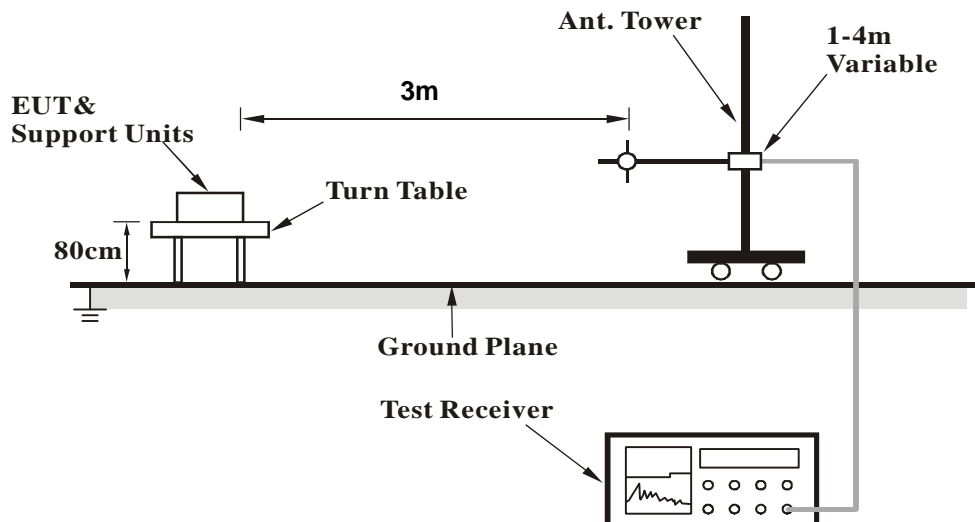 Ant. Tower
1-4m
Variable
3m
EUT&
Support Units
Turn Table
80cm
Ground Plane
Test Receiver